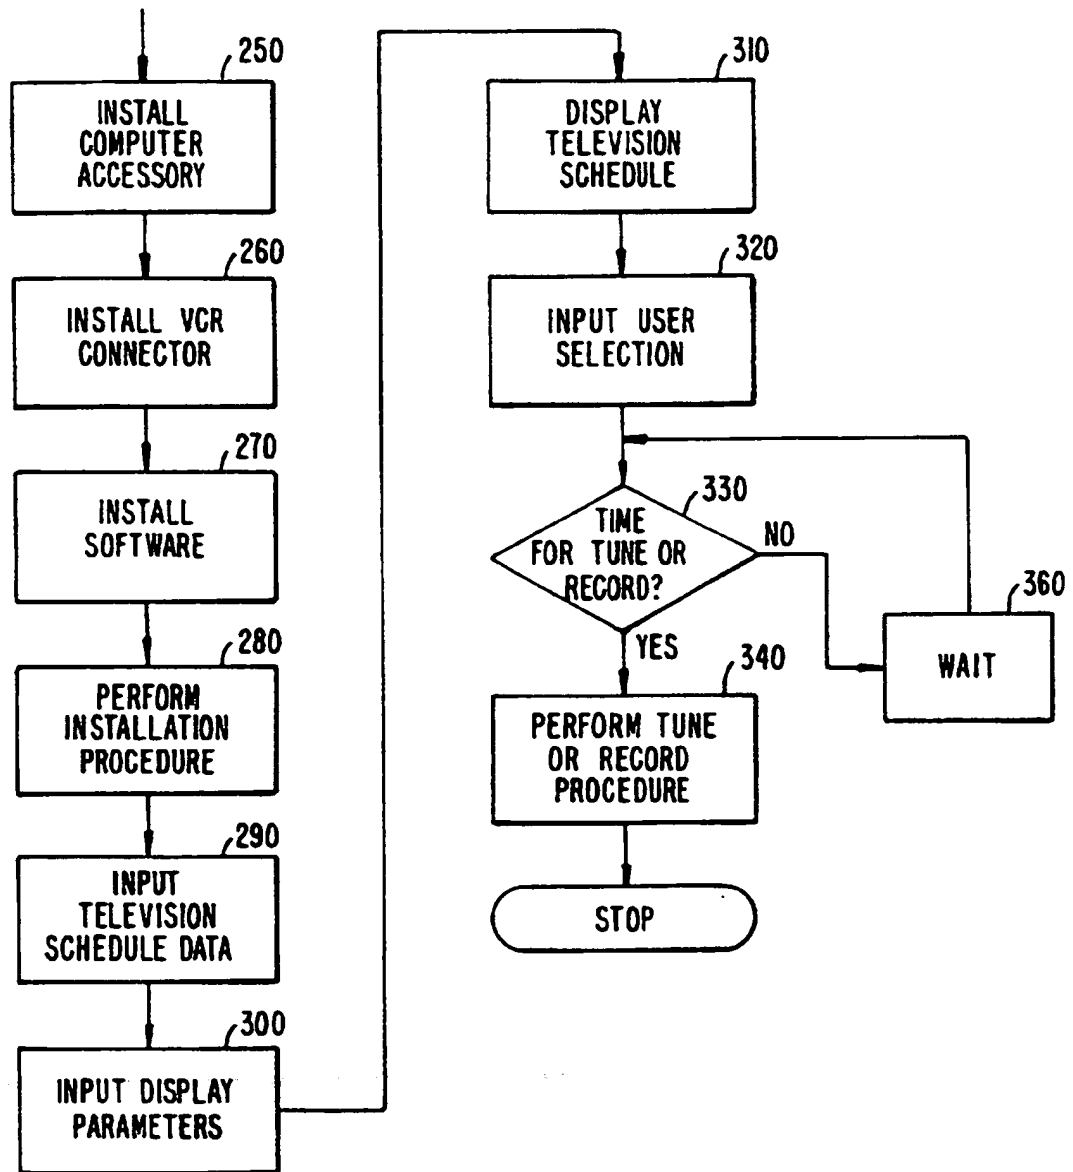 250
INSTALL
COMPUTER
ACCESSORY
260
INSTALL VCR
CONNECTOR
270
INSTALL
SOFTWARE
280
PERFORM
INSTALLATION
PROCEDURE
290
INPUT
TELEVISION
SCHEDULE DATA
300
INPUT DISPLAY
PARAMETERS
310
DISPLAY
TELEVISION
SCHEDULE
320
INPUT USER
SELECTION
330
TIME
FOR TUNE OR
RECORD?
NO
360
WAIT
YES
340
PERFORM TUNE
OR RECORD
PROCEDURE
STOP